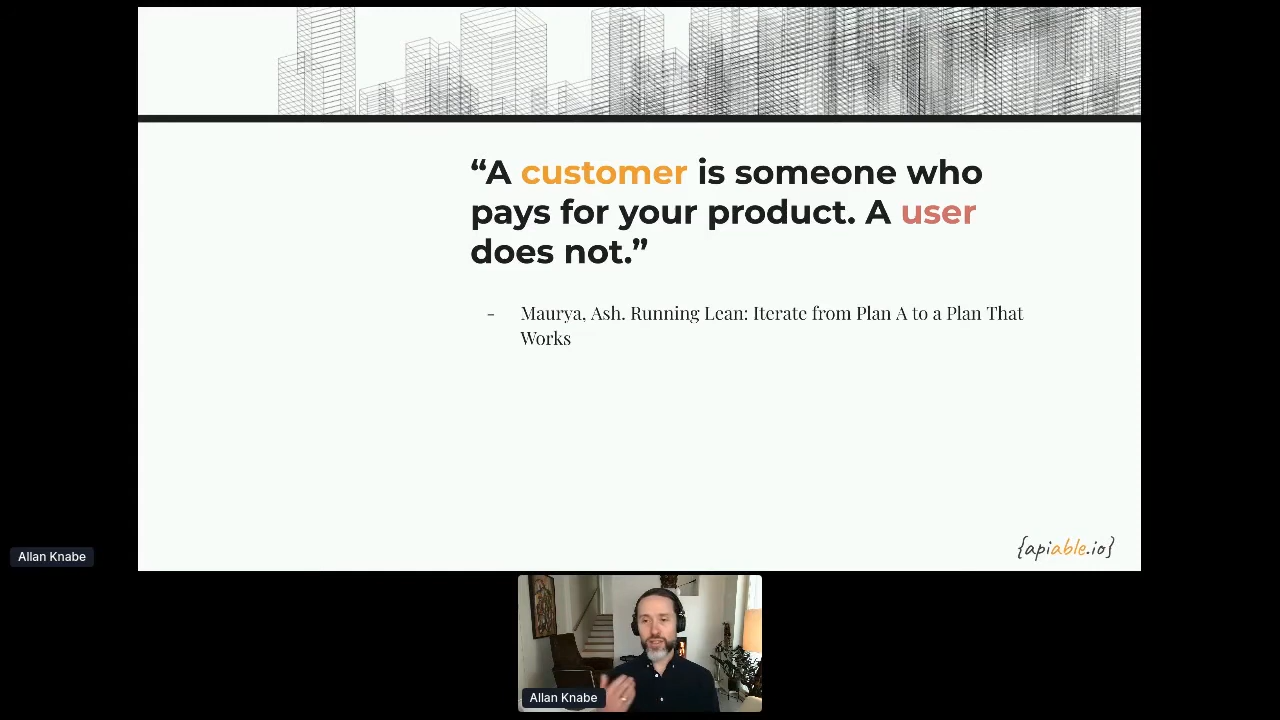 “A customer is someone who
pays for your product. A user
does not.”
- Maurya, Ash. Running Lean: Iterate from Plan A to a Plan That
Works
{apiable.io}
Allan Knabe
Allan Knabe